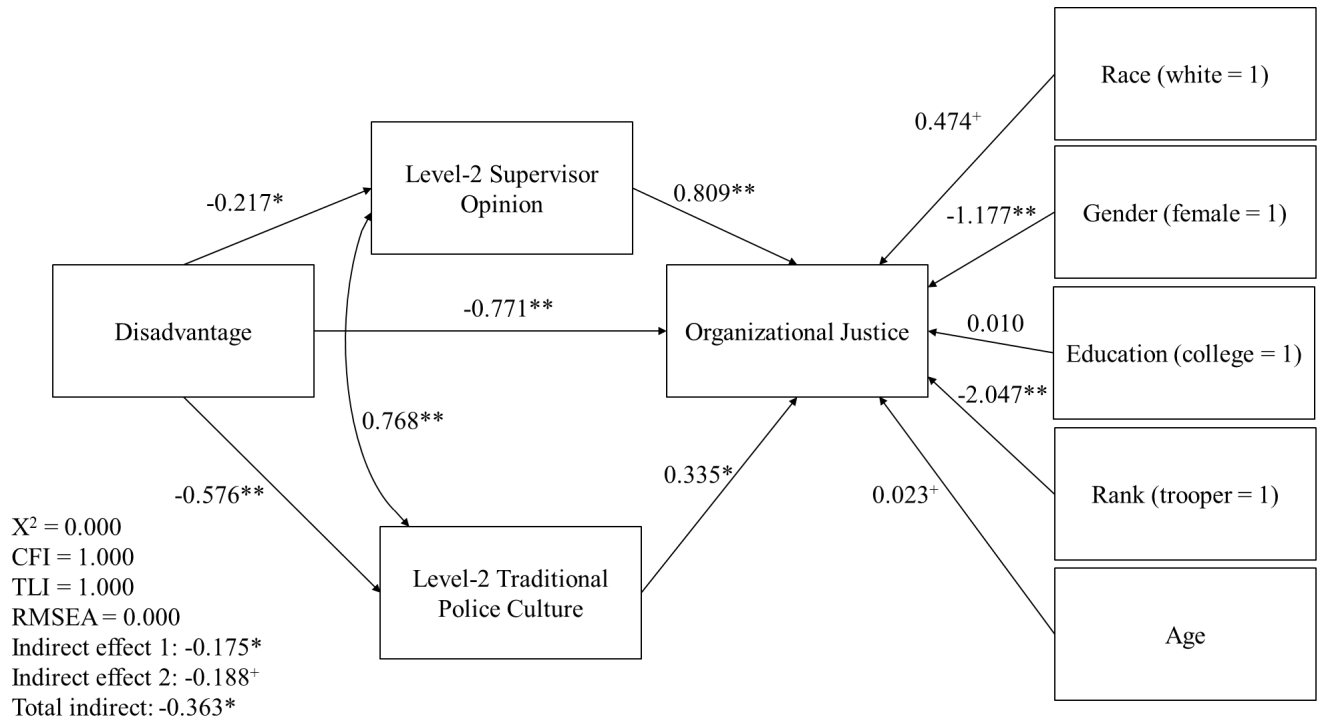 Race (white = 1)
0.474+
Level-2 Supervisor
Opinion
-0.217*
0.809**
-1.177**
Gender (female = 1)
Disadvantage
-0.771**
Organizational Justice
0.010
Education (college = 1)
-2.047**
0.768**
0.335*
0.023+
Rank (trooper = 1)
-0.576**
Level-2 Traditional
Police Culture
Age
X² = 0.000
CFI = 1.000
TLI = 1.000
RMSEA = 0.000
Indirect effect 1: -0.175*
Indirect effect 2: -0.188+
Total indirect: -0.363*